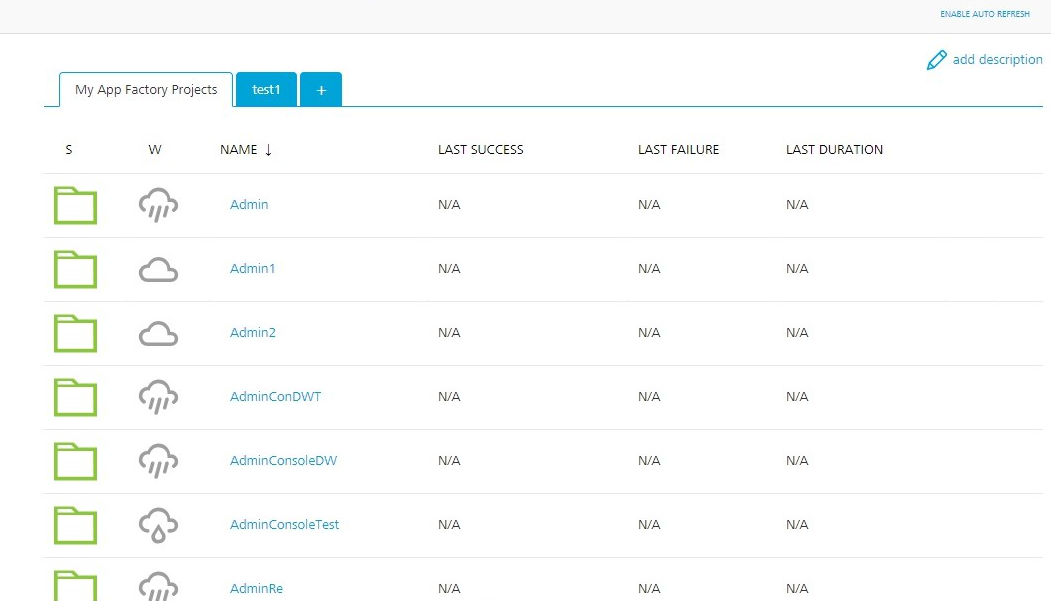 ENABLE AUTO REFRESH
add description
My App Factory Projects test1 +
S W NAME ↓ LAST SUCCESS LAST FAILURE LAST DURATION
Admin N/A N/A N/A
Admin1 N/A N/A N/A
Admin2 N/A N/A N/A
AdminConDWT N/A N/A N/A
AdminConsoleDW N/A N/A N/A
AdminConsoleTest N/A N/A N/A
AdminRe N/A N/A N/A